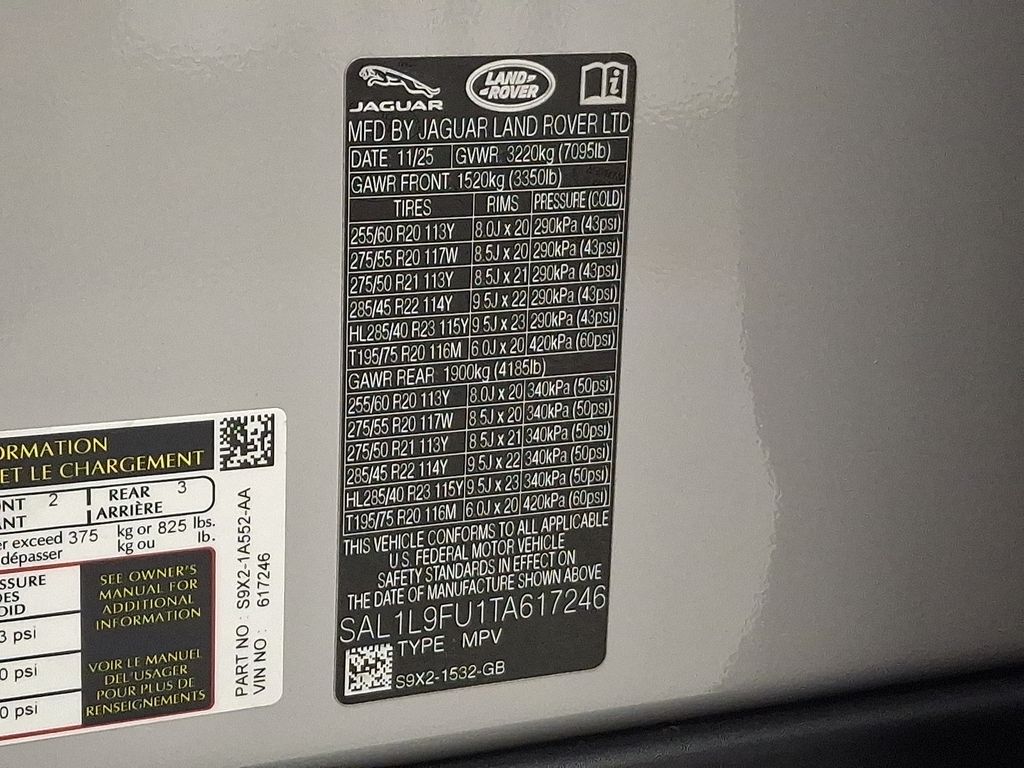 JAGUAR
LAND-
ROVER
i
MFD BY JAGUAR LAND ROVER LTD
DATE 11/25 GVWR 3220kg (7095lb)
GAWR FRONT 1520kg (3350lb)
TIRES RIMS PRESSURE (COLD)
255/60 R20 113Y 8.0J x 20 290kPa (43psi)
275/55 R20 117W 8.5J x 20 290kPa (43psi)
275/50 R21 113Y 8.5J x 21 290kPa (43psi)
285/45 R22 114Y 9.5J x 22 290kPa (43psi)
HL285/40 R23 115Y 9.5J x 23 290kPa (43psi)
T195/75 R20 116M 6.0J x 20 420kPa (60psi)
GAWR REAR 1900kg (4185lb)
255/60 R20 113Y 8.0J x 20 340kPa (50psi)
275/55 R20 117W 8.5J x 20 340kPa (50psi)
275/50 R21 113Y 8.5J x 21 340kPa (50psi)
285/45 R22 114Y 9.5J x 22 340kPa (50psi)
HL285/40 R23 115Y 9.5J x 23 340kPa (50psi)
T195/75 R20 116M 6.0J x 20 420kPa (60psi)
THIS VEHICLE CONFORMS TO ALL APPLICABLE
U.S. FEDERAL MOTOR VEHICLE
SAFETY STANDARDS IN EFFECT ON
THE DATE OF MANUFACTURE SHOWN ABOVE
SAL1L9FU1TA617246
TYPE MPV
S9X2-1532-GB
ORMATION
ET LE CHARGEMENT
ONT 2 REAR 3
ANT ARRIÈRE
er exceed 375 kg or 825 lbs.
dépasser kg ou lb.
SSURE
DES
OID
3 psi
0 psi
0 psi
SEE OWNER'S
MANUAL FOR
ADDITIONAL
INFORMATION
VOIR LE MANUEL
DEL'USAGER
POUR PLUS DE
RENSEIGNEMENTS
PART NO : S9X2-1A552-AA
VIN NO : 617246